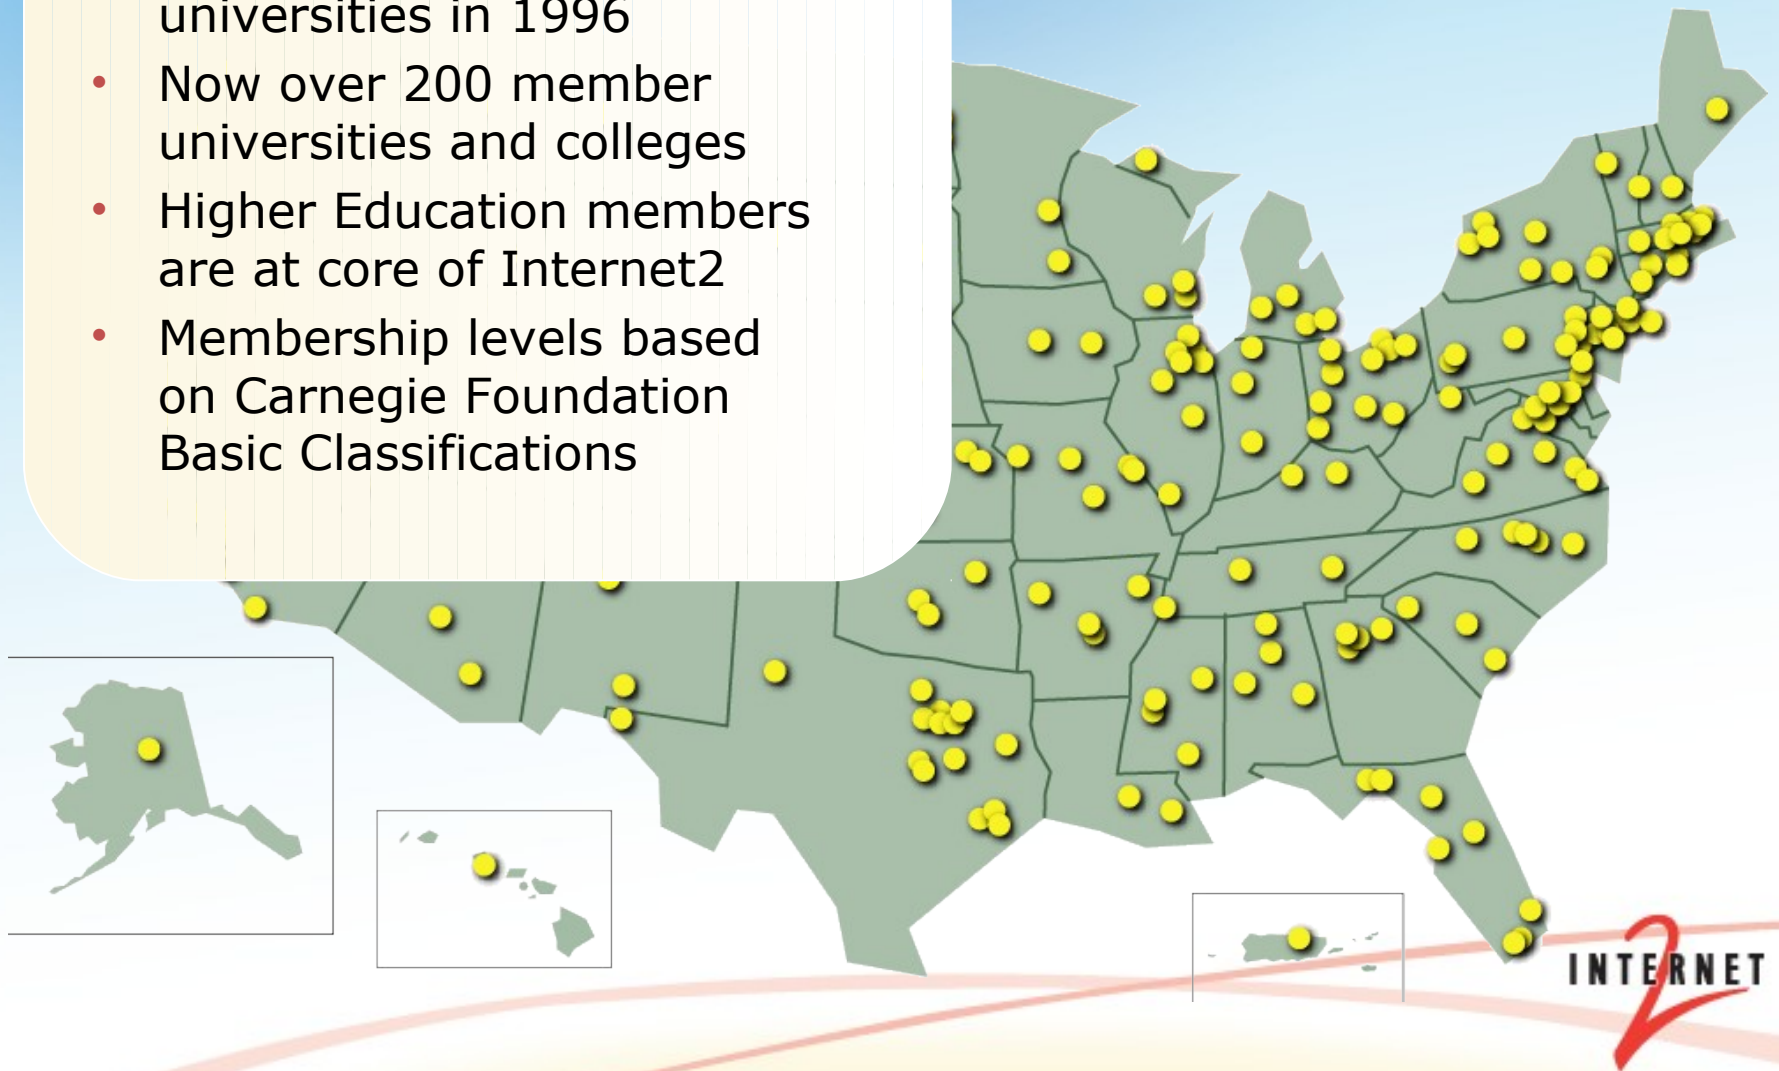 universities in 1996
• Now over 200 member
universities and colleges
• Higher Education members
are at core of Internet2
• Membership levels based
on Carnegie Foundation
Basic Classifications
INTERNET
2